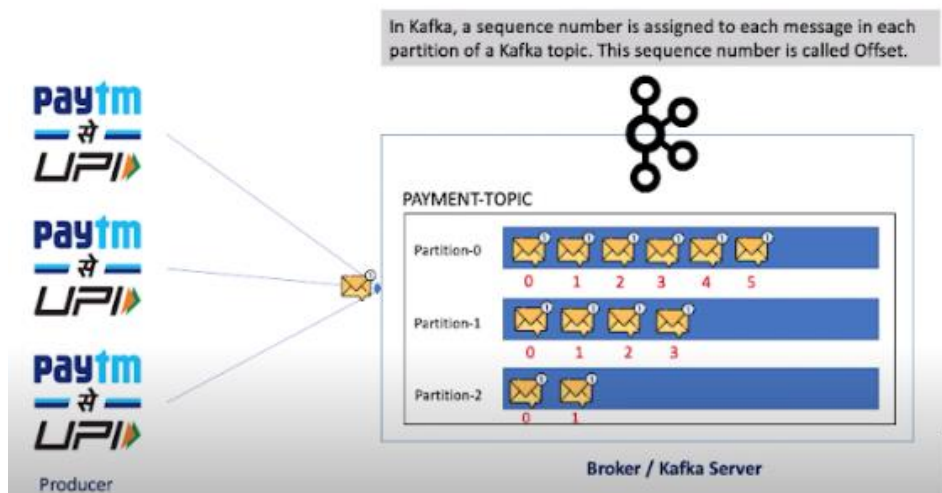 In Kafka, a sequence number is assigned to each message in each
partition of a Kafka topic. This sequence number is called Offset.
paytm
से
UPI
paytm
से
UPI
paytm
से
UPI
Producer
PAYMENT-TOPIC
Partition-0
0 1 2 3 4 5
Partition-1
0 1 2 3
Partition-2
0 1
Broker / Kafka Server